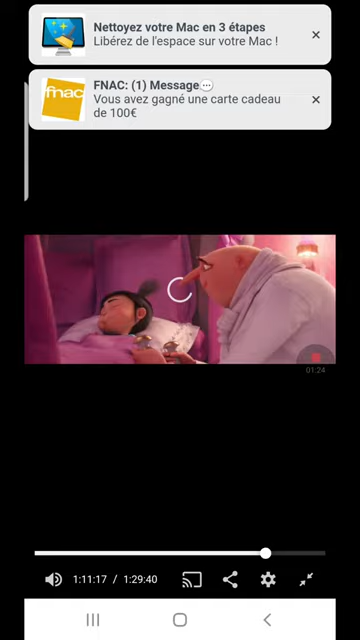 Nettoyez votre Mac en 3 étapes
Libérez de l'espace sur votre Mac !
fnac
FNAC: (1) Message
Vous avez gagné une carte cadeau
de 100€
01:24
1:11:17 / 1:29:40